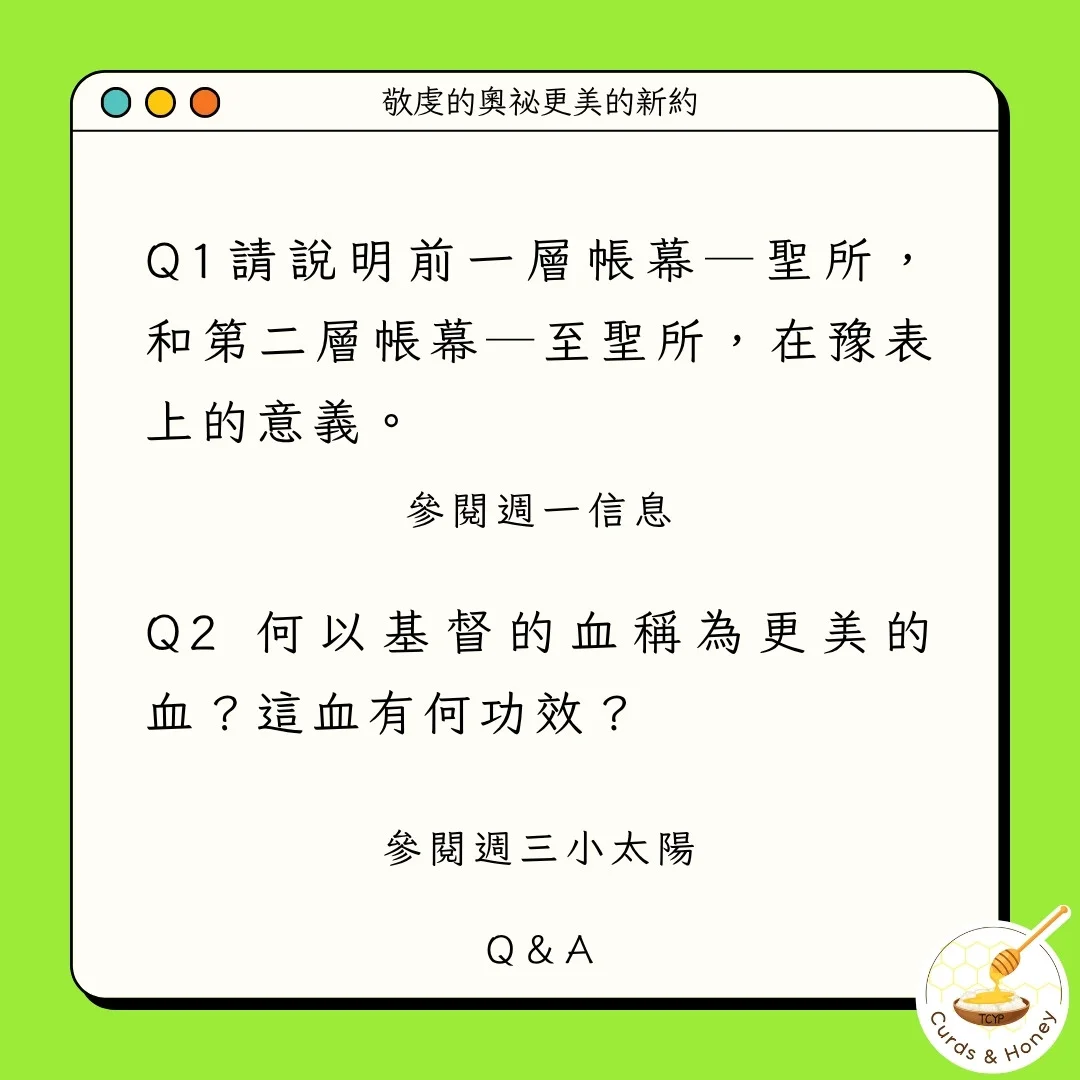 敬虔的奧祕更美的新約
Q1請說明前一層帳幕─聖所，
和第二層帳幕─至聖所，在豫表
上的意義。
參閱週一信息
Q2 何以基督的血稱為更美的
血？這血有何功效？
參閱週三小太陽
Q & A
TCYP
Curds & Honey